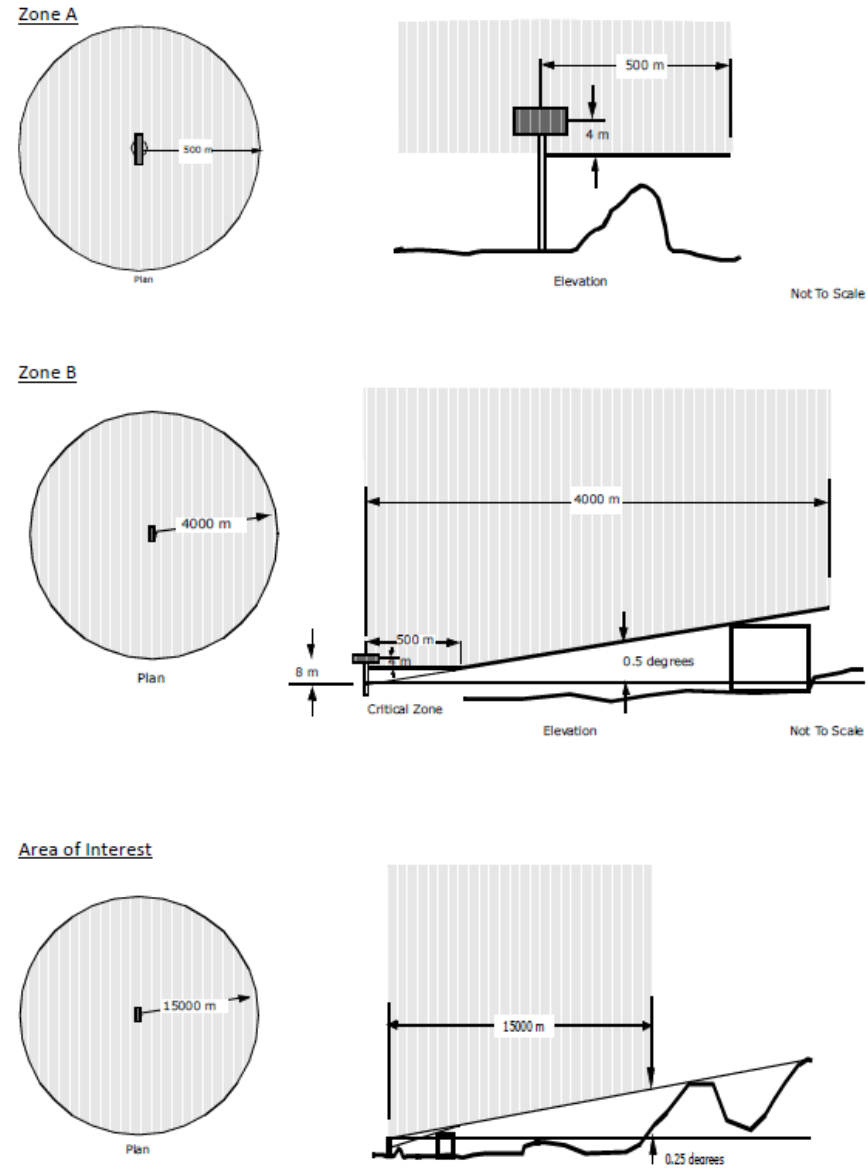 Zone A
500 m
500 m
4 m
Plan
Elevation
Not To Scale
Zone B
4000 m
4000 m
500 m
4 m
8 m
0.5 degrees
Plan
Critical Zone
Elevation
Not To Scale
Area of Interest
15000 m
15000 m
Plan
0.25 degrees